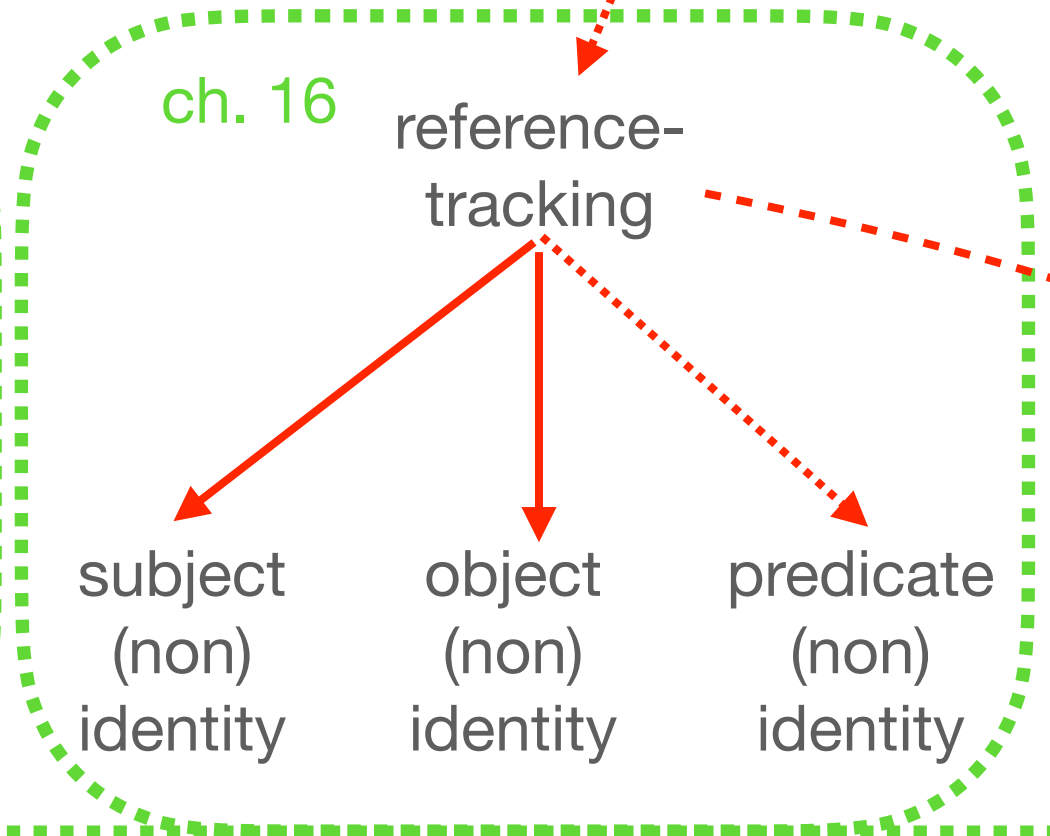 ch. 16
reference-
tracking
subject
(non)
identity
object
(non)
identity
predicate
(non)
identity